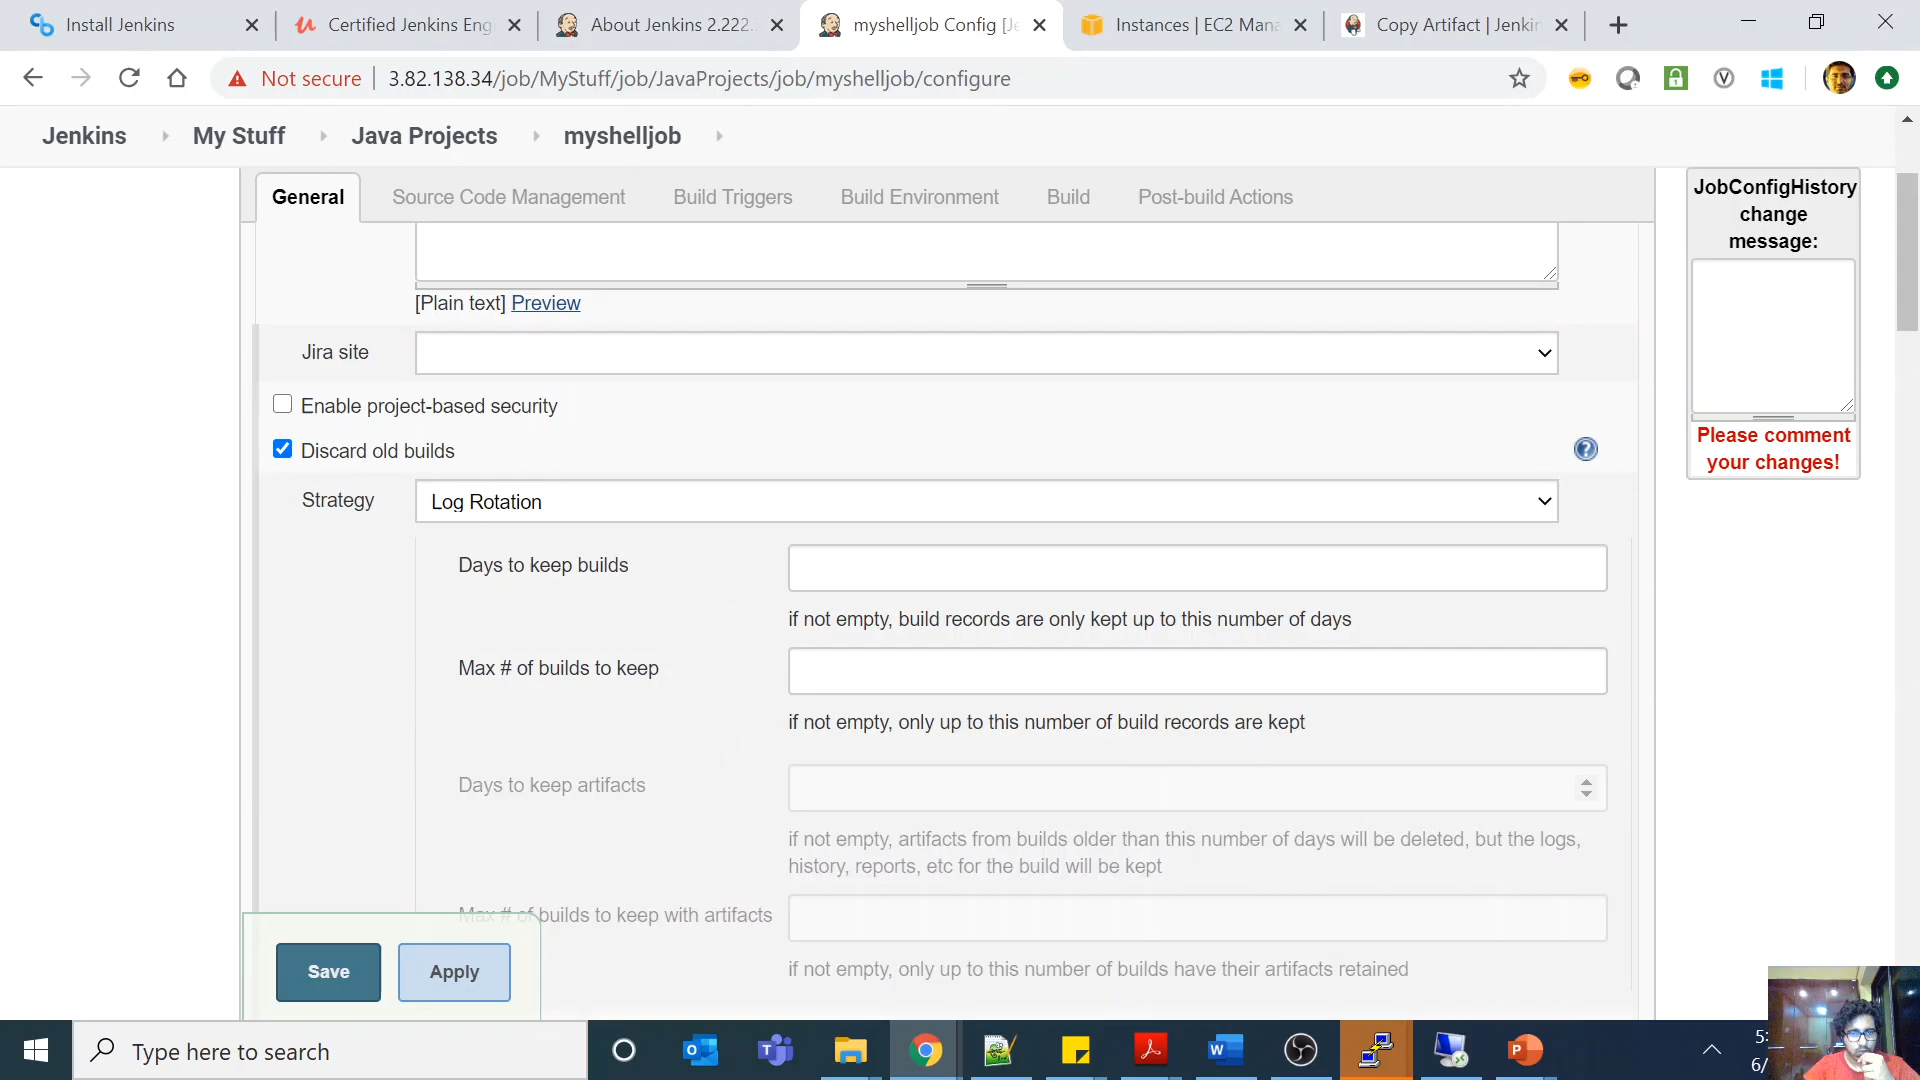 Install Jenkins
Certified Jenkins Eng
About Jenkins 2.222.
myshelljob Config [Je
Instances | EC2 Mana
Copy Artifact | Jenkin
Not secure
3.82.138.34/job/MyStuff/job/JavaProjects/job/myshelljob/configure
Jenkins
My Stuff
Java Projects
myshelljob
General
Source Code Management
Build Triggers
Build Environment
Build
Post-build Actions
JobConfigHistory
change
message:
[Plain text] Preview
Jira site
Enable project-based security
Discard old builds
Please comment
your changes!
Strategy
Log Rotation
Days to keep builds
if not empty, build records are only kept up to this number of days
Max # of builds to keep
if not empty, only up to this number of build records are kept
Days to keep artifacts
if not empty, artifacts from builds older than this number of days will be deleted, but the logs,
history, reports, etc for the build will be kept
Max # of builds to keep with artifacts
if not empty, only up to this number of builds have their artifacts retained
Save
Apply
Type here to search
5:
6/